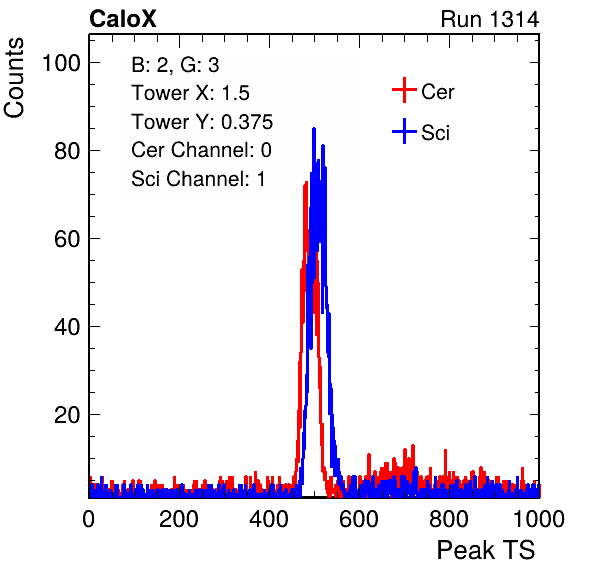 CaloX Run 1314
Counts
100
80
60
40
20
B: 2, G: 3
Tower X: 1.5
Tower Y: 0.375
Cer Channel: 0
Sci Channel: 1
Cer
Sci
0 200 400 600 800 1000
Peak TS